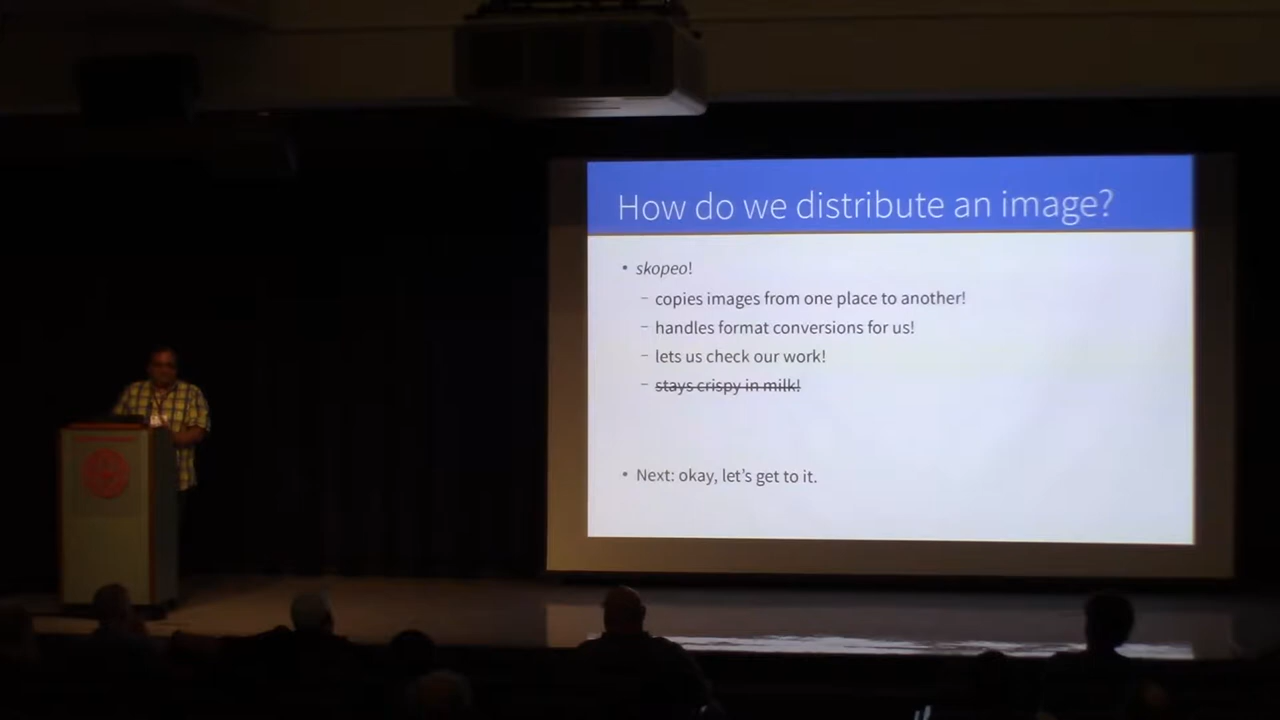 How do we distribute an image?
• skopeo!
– copies images from one place to another!
– handles format conversions for us!
– lets us check our work!
– stays crispy in milk!
• Next: okay, let's get to it.